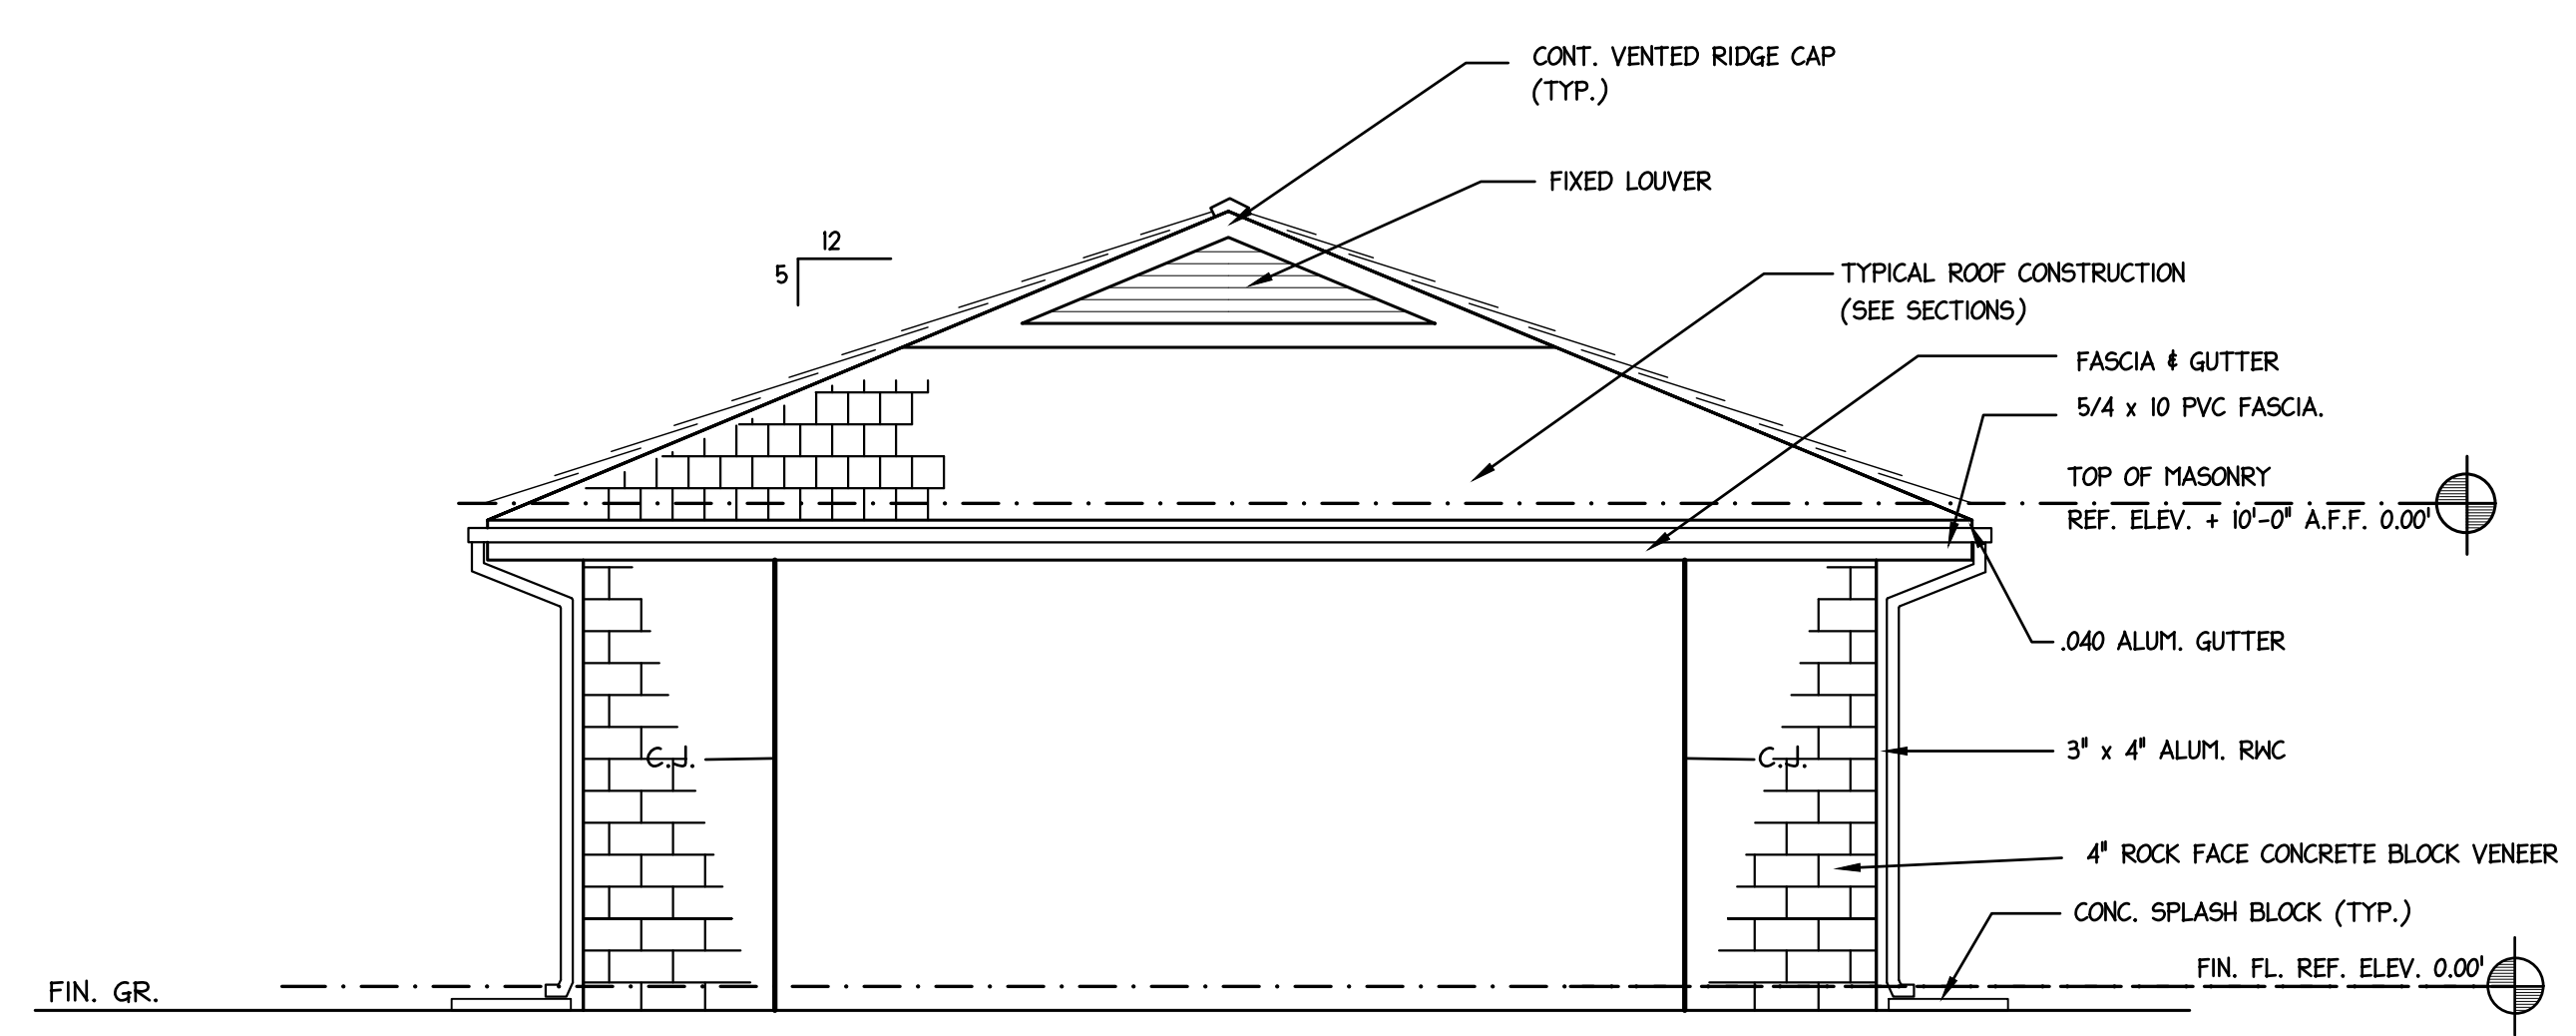 CONT. VENTED RIDGE CAP
(TYP.)
FIXED LOUVER
12
5
TYPICAL ROOF CONSTRUCTION
(SEE SECTIONS)
FASCIA & GUTTER
5/4 x 10 PVC FASCIA.
TOP OF MASONRY
REF. ELEV. + 10'-0" A.F.F. 0.00'
.040 ALUM. GUTTER
C.J.
C.J.
3" x 4" ALUM. RWC
4" ROCK FACE CONCRETE BLOCK VENEER
CONC. SPLASH BLOCK (TYP.)
FIN. FL. REF. ELEV. 0.00'
FIN. GR.